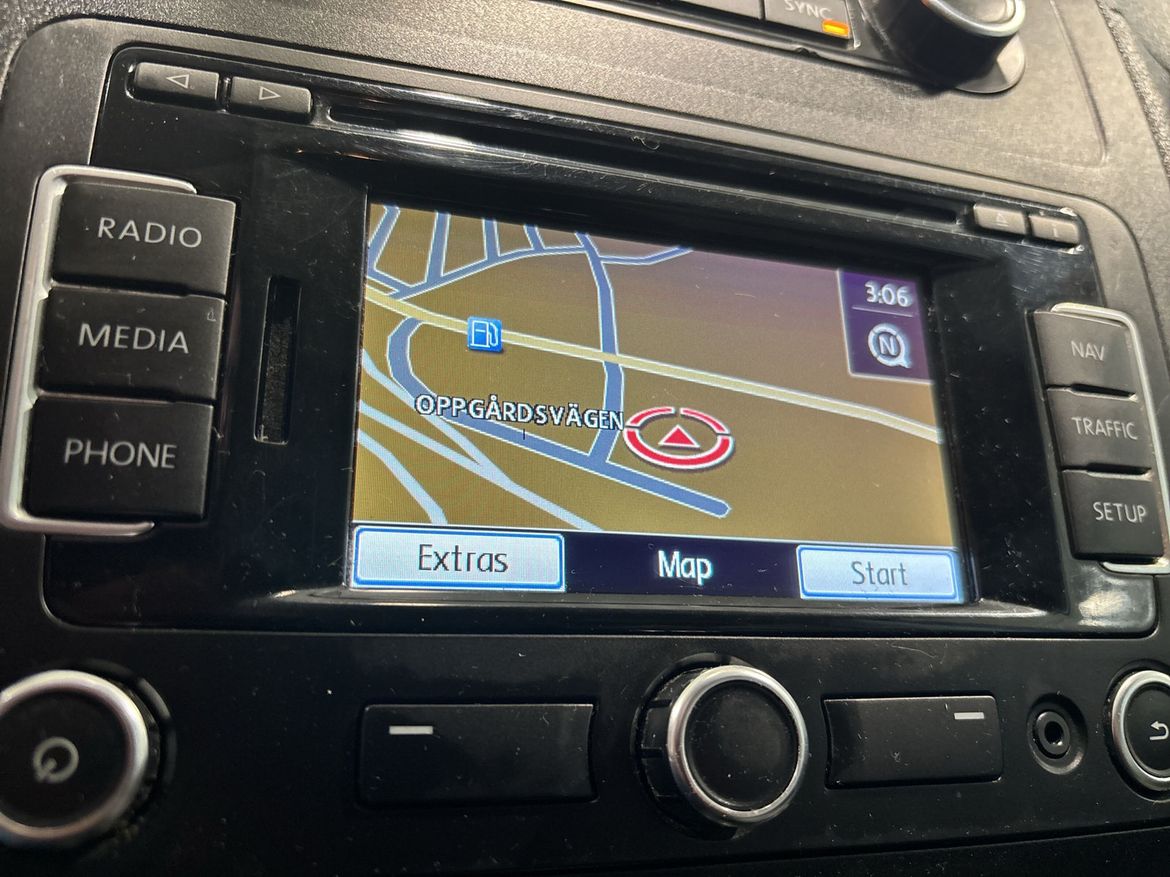 SYNC
RADIO
MEDIA
PHONE
3:06
N
OPPGÅRDSVÄGEN
NAV
TRAFFIC
SETUP
Extras
Map
Start